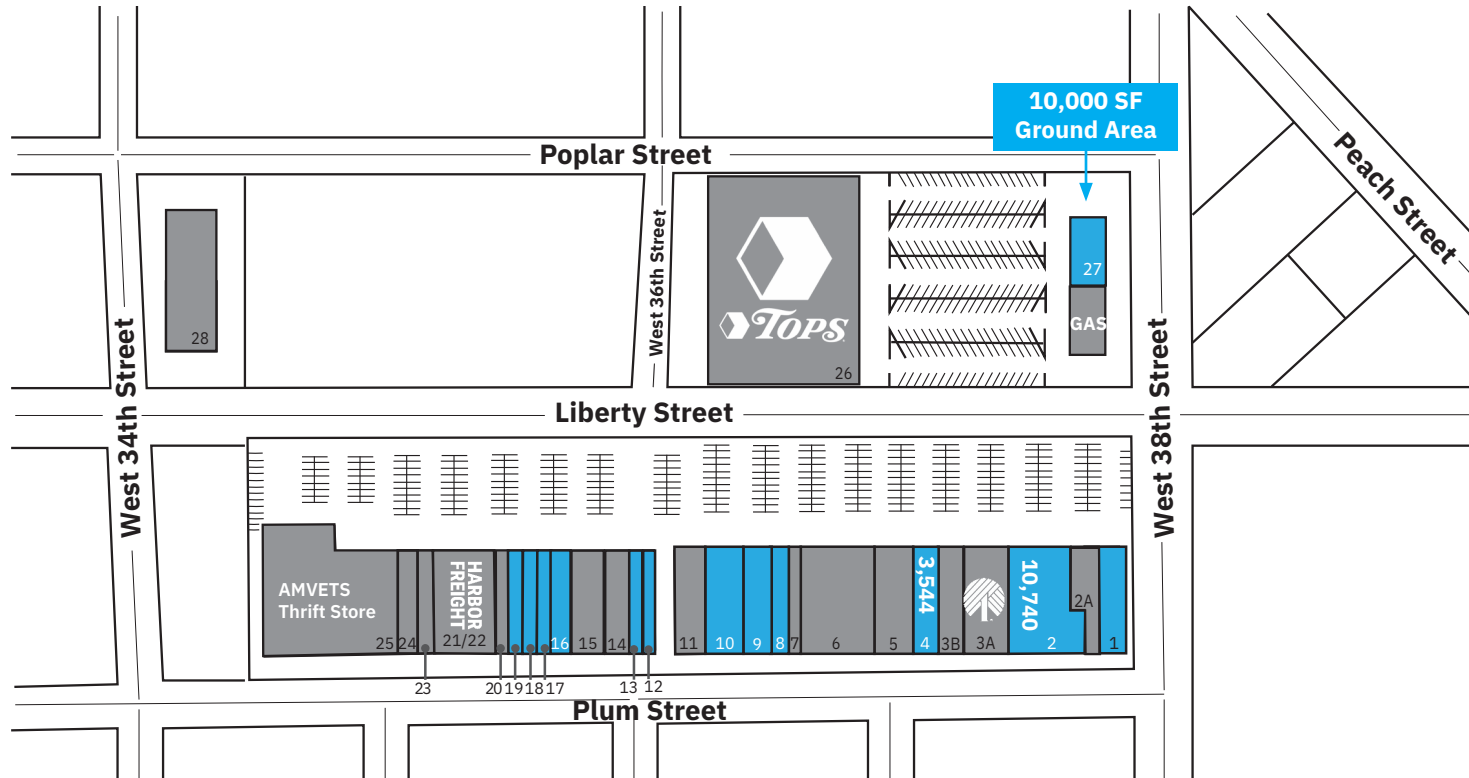 10,000 SF
Ground Area
Poplar Street
Peach Street
West 36th Street
27
GAS
TOPS
26
28
West 34th Street
West 38th Street
Liberty Street
AMVETS
Thrift Store
HARBOR
FREIGHT
3,544
10,740
2A
25 24 21/22 16 15 14 11 10 9 8 7 6 5 4 3B 3A 2 1
23 20 19 18 17 13 12
Plum Street